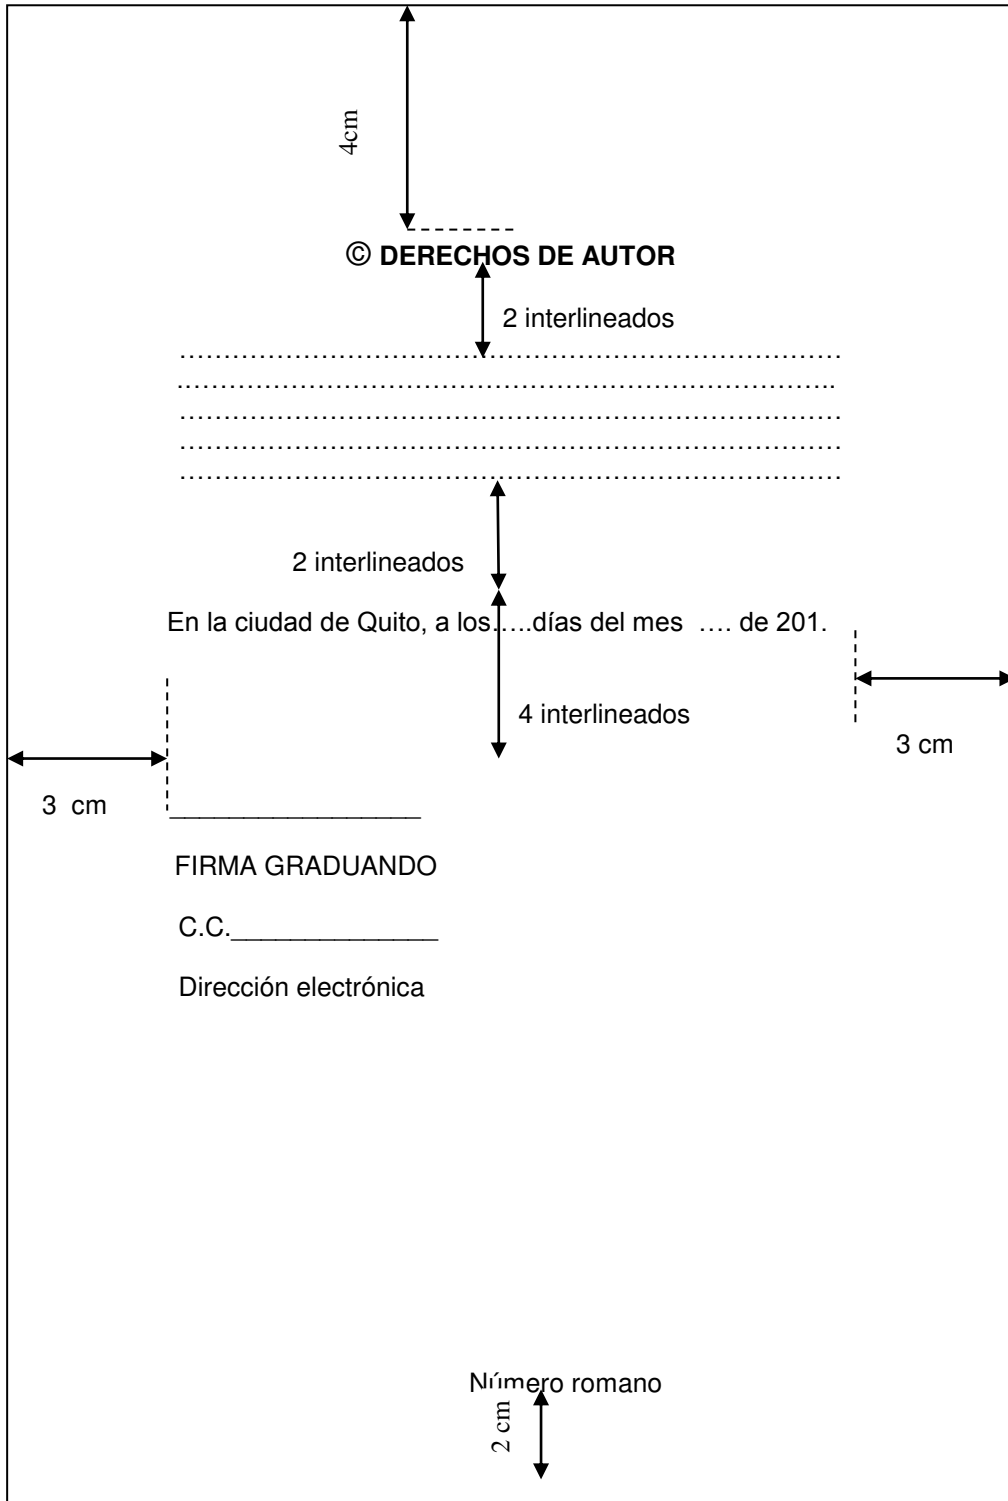 4cm
© DERECHOS DE AUTOR
2 interlineados
……………………………………………………………………………
……………………………………………………………………………..
……………………………………………………………………………
……………………………………………………………………………
……………………………………………………………………………
2 interlineados
En la ciudad de Quito, a los…..días del mes …. de 201.
4 interlineados
3 cm
3 cm
_________________
FIRMA GRADUANDO
C.C.______________
Dirección electrónica
Número romano
2 cm